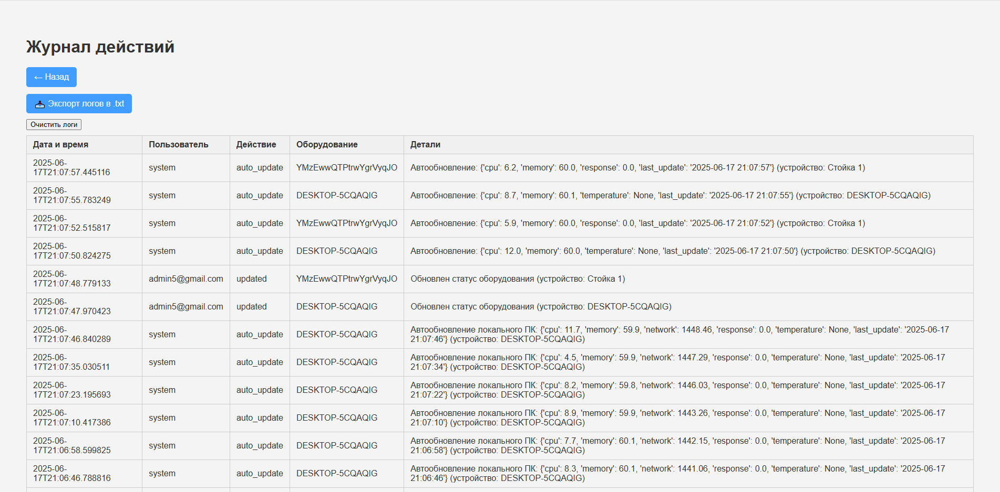 Журнал действий
← Назад
Экспорт логов в .txt
Очистить логи
Дата и время Пользователь Действие Оборудование Детали
2025-06-
17T21:07:57.445116 system auto_update YMzEwwQTPtrwYgrVyqJO Автообновление: {'cpu': 6.2, 'memory': 60.0, 'response': 0.0, 'last_update': '2025-06-17 21:07:57'} (устройство: Стойка 1)
2025-06-
17T21:07:55.783249 system auto_update DESKTOP-5CQAQIG Автообновление: {'cpu': 8.7, 'memory': 60.1, 'temperature': None, 'last_update': '2025-06-17 21:07:55'} (устройство: DESKTOP-5CQAQIG)
2025-06-
17T21:07:52.515817 system auto_update YMzEwwQTPtrwYgrVyqJO Автообновление: {'cpu': 5.9, 'memory': 60.0, 'response': 0.0, 'last_update': '2025-06-17 21:07:52'} (устройство: Стойка 1)
2025-06-
17T21:07:50.824275 system auto_update DESKTOP-5CQAQIG Автообновление: {'cpu': 12.0, 'memory': 60.0, 'temperature': None, 'last_update': '2025-06-17 21:07:50'} (устройство: DESKTOP-5CQAQIG)
2025-06-
17T21:07:48.779133 admin5@gmail.com updated YMzEwwQTPtrwYgrVyqJO Обновлен статус оборудования (устройство: Стойка 1)
2025-06-
17T21:07:47.970423 admin5@gmail.com updated DESKTOP-5CQAQIG Обновлен статус оборудования (устройство: DESKTOP-5CQAQIG)
2025-06-
17T21:07:46.840289 system auto_update DESKTOP-5CQAQIG Автообновление локального ПК: {'cpu': 11.7, 'memory': 59.9, 'network': 1448.46, 'response': 0.0, 'temperature': None, 'last_update': '2025-06-17
21:07:46'} (устройство: DESKTOP-5CQAQIG)
2025-06-
17T21:07:35.030511 system auto_update DESKTOP-5CQAQIG Автообновление локального ПК: {'cpu': 4.5, 'memory': 59.9, 'network': 1447.29, 'response': 0.0, 'temperature': None, 'last_update': '2025-06-17
21:07:34'} (устройство: DESKTOP-5CQAQIG)
2025-06-
17T21:07:23.195693 system auto_update DESKTOP-5CQAQIG Автообновление локального ПК: {'cpu': 8.2, 'memory': 59.8, 'network': 1446.03, 'response': 0.0, 'temperature': None, 'last_update': '2025-06-17
21:07:22'} (устройство: DESKTOP-5CQAQIG)
2025-06-
17T21:07:10.417386 system auto_update DESKTOP-5CQAQIG Автообновление локального ПК: {'cpu': 8.9, 'memory': 59.9, 'network': 1443.26, 'response': 0.0, 'temperature': None, 'last_update': '2025-06-17
21:07:10'} (устройство: DESKTOP-5CQAQIG)
2025-06-
17T21:06:58.599825 system auto_update DESKTOP-5CQAQIG Автообновление локального ПК: {'cpu': 7.7, 'memory': 60.1, 'network': 1442.15, 'response': 0.0, 'temperature': None, 'last_update': '2025-06-17
21:06:58'} (устройство: DESKTOP-5CQAQIG)
2025-06-
17T21:06:46.788816 system auto_update DESKTOP-5CQAQIG Автообновление локального ПК: {'cpu': 8.3, 'memory': 60.1, 'network': 1441.06, 'response': 0.0, 'temperature': None, 'last_update': '2025-06-17
21:06:46'} (устройство: DESKTOP-5CQAQIG)